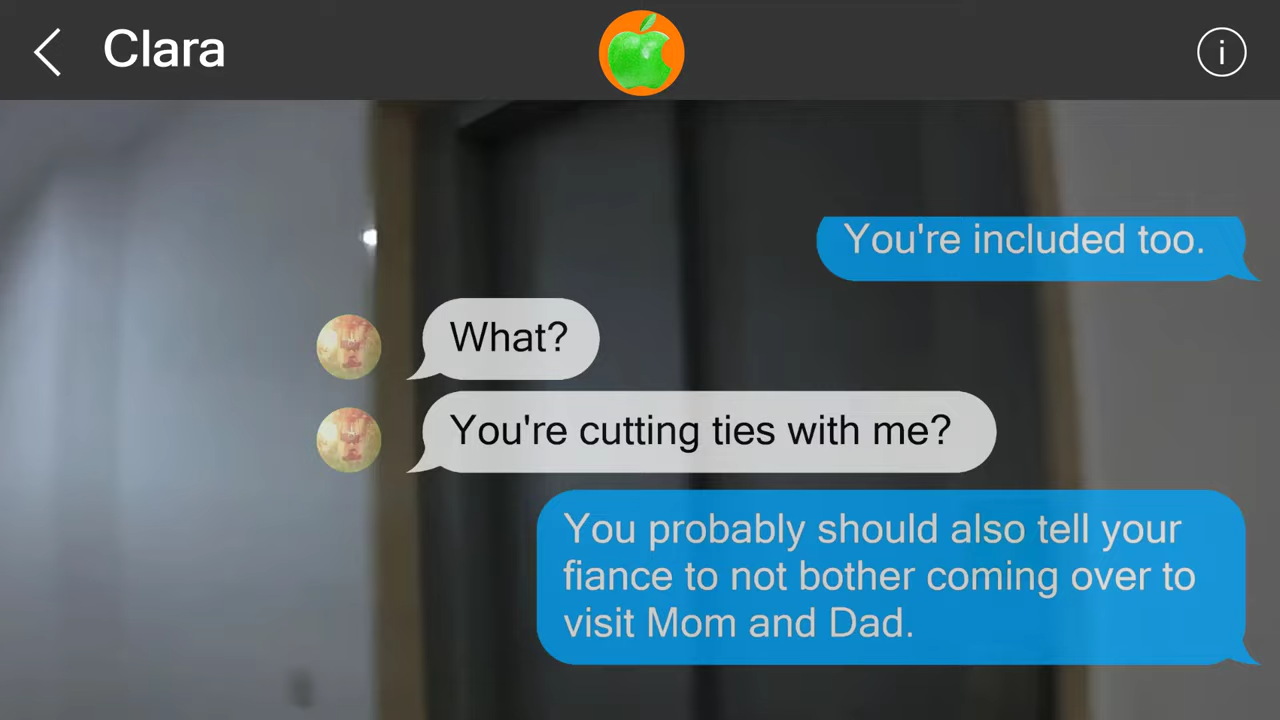 Clara
i
You're included too.
What?
You're cutting ties with me?
You probably should also tell your
fiance to not bother coming over to
visit Mom and Dad.